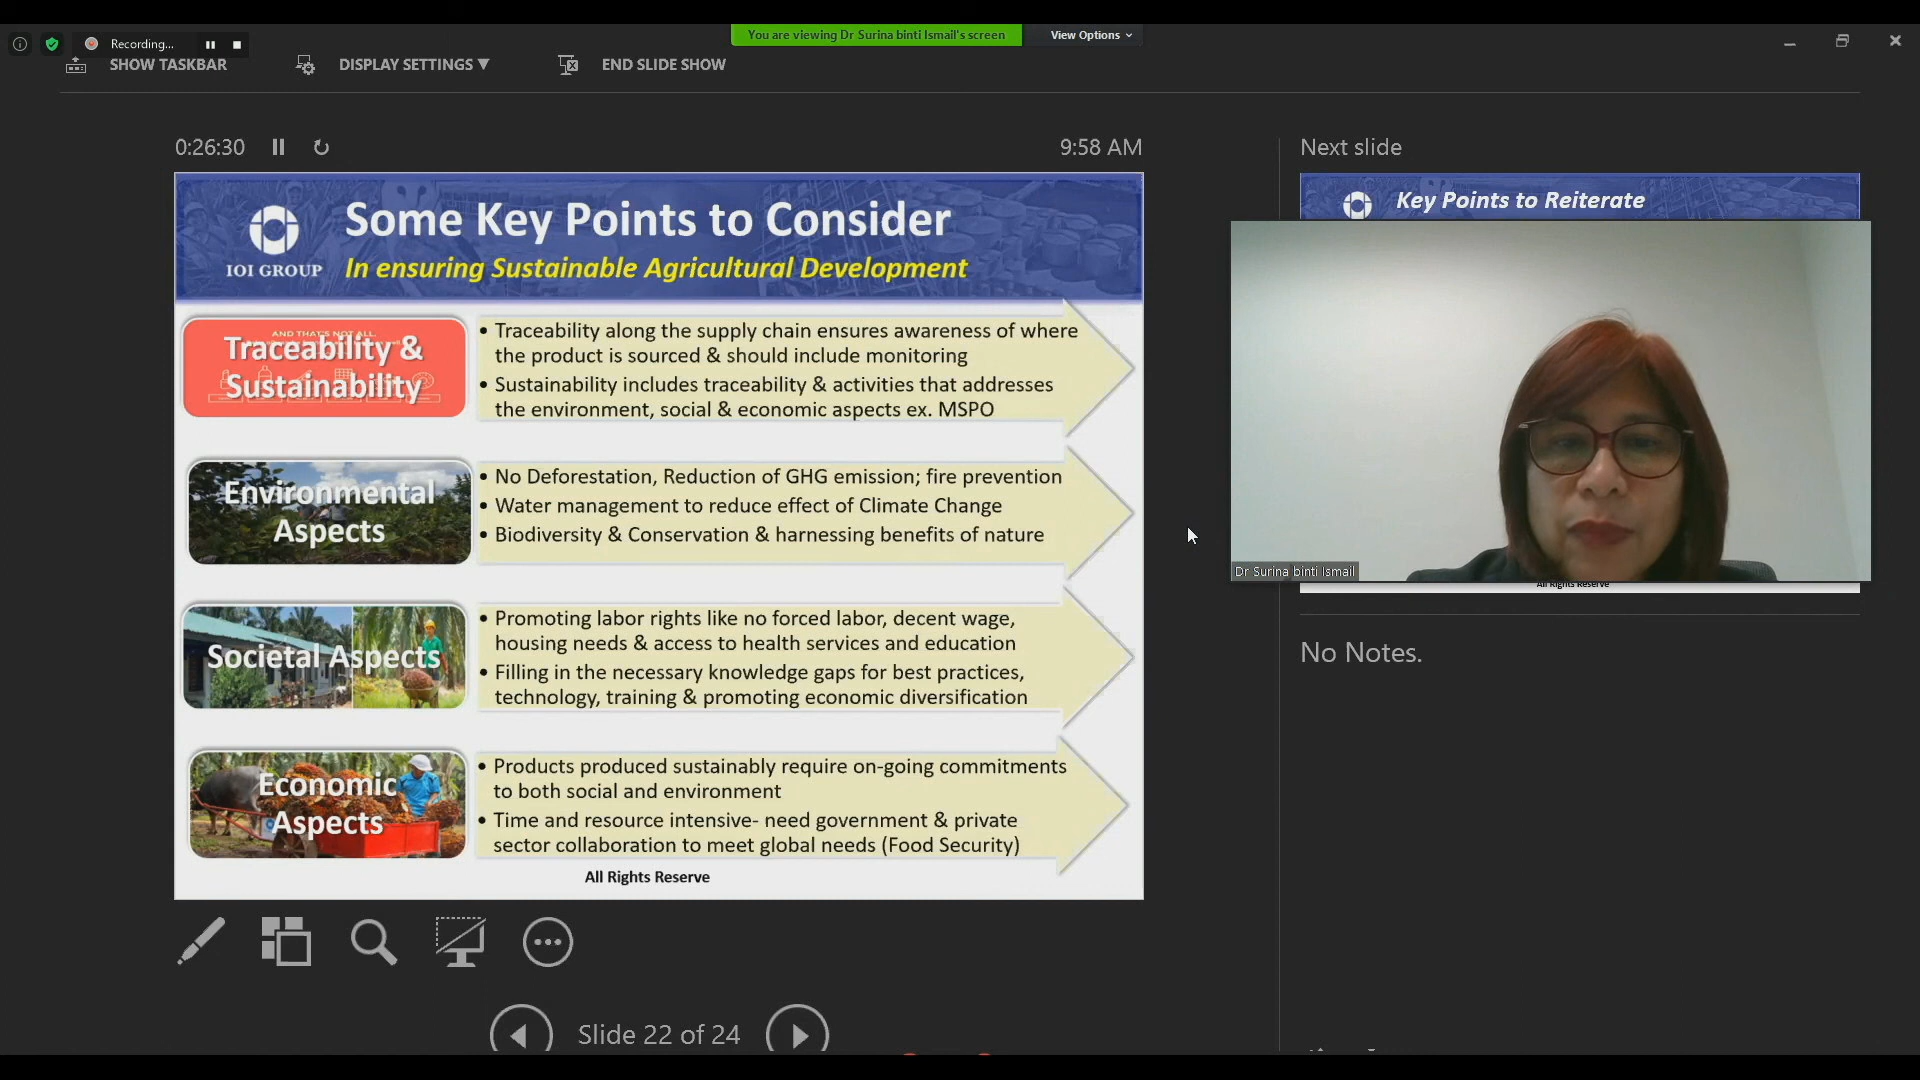 Recording...
You are viewing Dr Surina binti Ismail's screen
View Options
SHOW TASKBAR
DISPLAY SETTINGS ▼
END SLIDE SHOW
0:26:30
9:58 AM
Next slide
IOI GROUP
Some Key Points to Consider
In ensuring Sustainable Agricultural Development
AND THAT'S NOT ALL.
Traceability &
Sustainability
• Traceability along the supply chain ensures awareness of where
the product is sourced & should include monitoring
• Sustainability includes traceability & activities that addresses
the environment, social & economic aspects ex. MSPO
Environmental
Aspects
• No Deforestation, Reduction of GHG emission; fire prevention
• Water management to reduce effect of Climate Change
• Biodiversity & Conservation & harnessing benefits of nature
Societal Aspects
• Promoting labor rights like no forced labor, decent wage,
housing needs & access to health services and education
• Filling in the necessary knowledge gaps for best practices,
technology, training & promoting economic diversification
Economic
Aspects
• Products produced sustainably require on-going commitments
to both social and environment
• Time and resource intensive- need government & private
sector collaboration to meet global needs (Food Security)
All Rights Reserve
Slide 22 of 24
Key Points to Reiterate
Dr Surina binti Ismail
All Rights Reserve
No Notes.